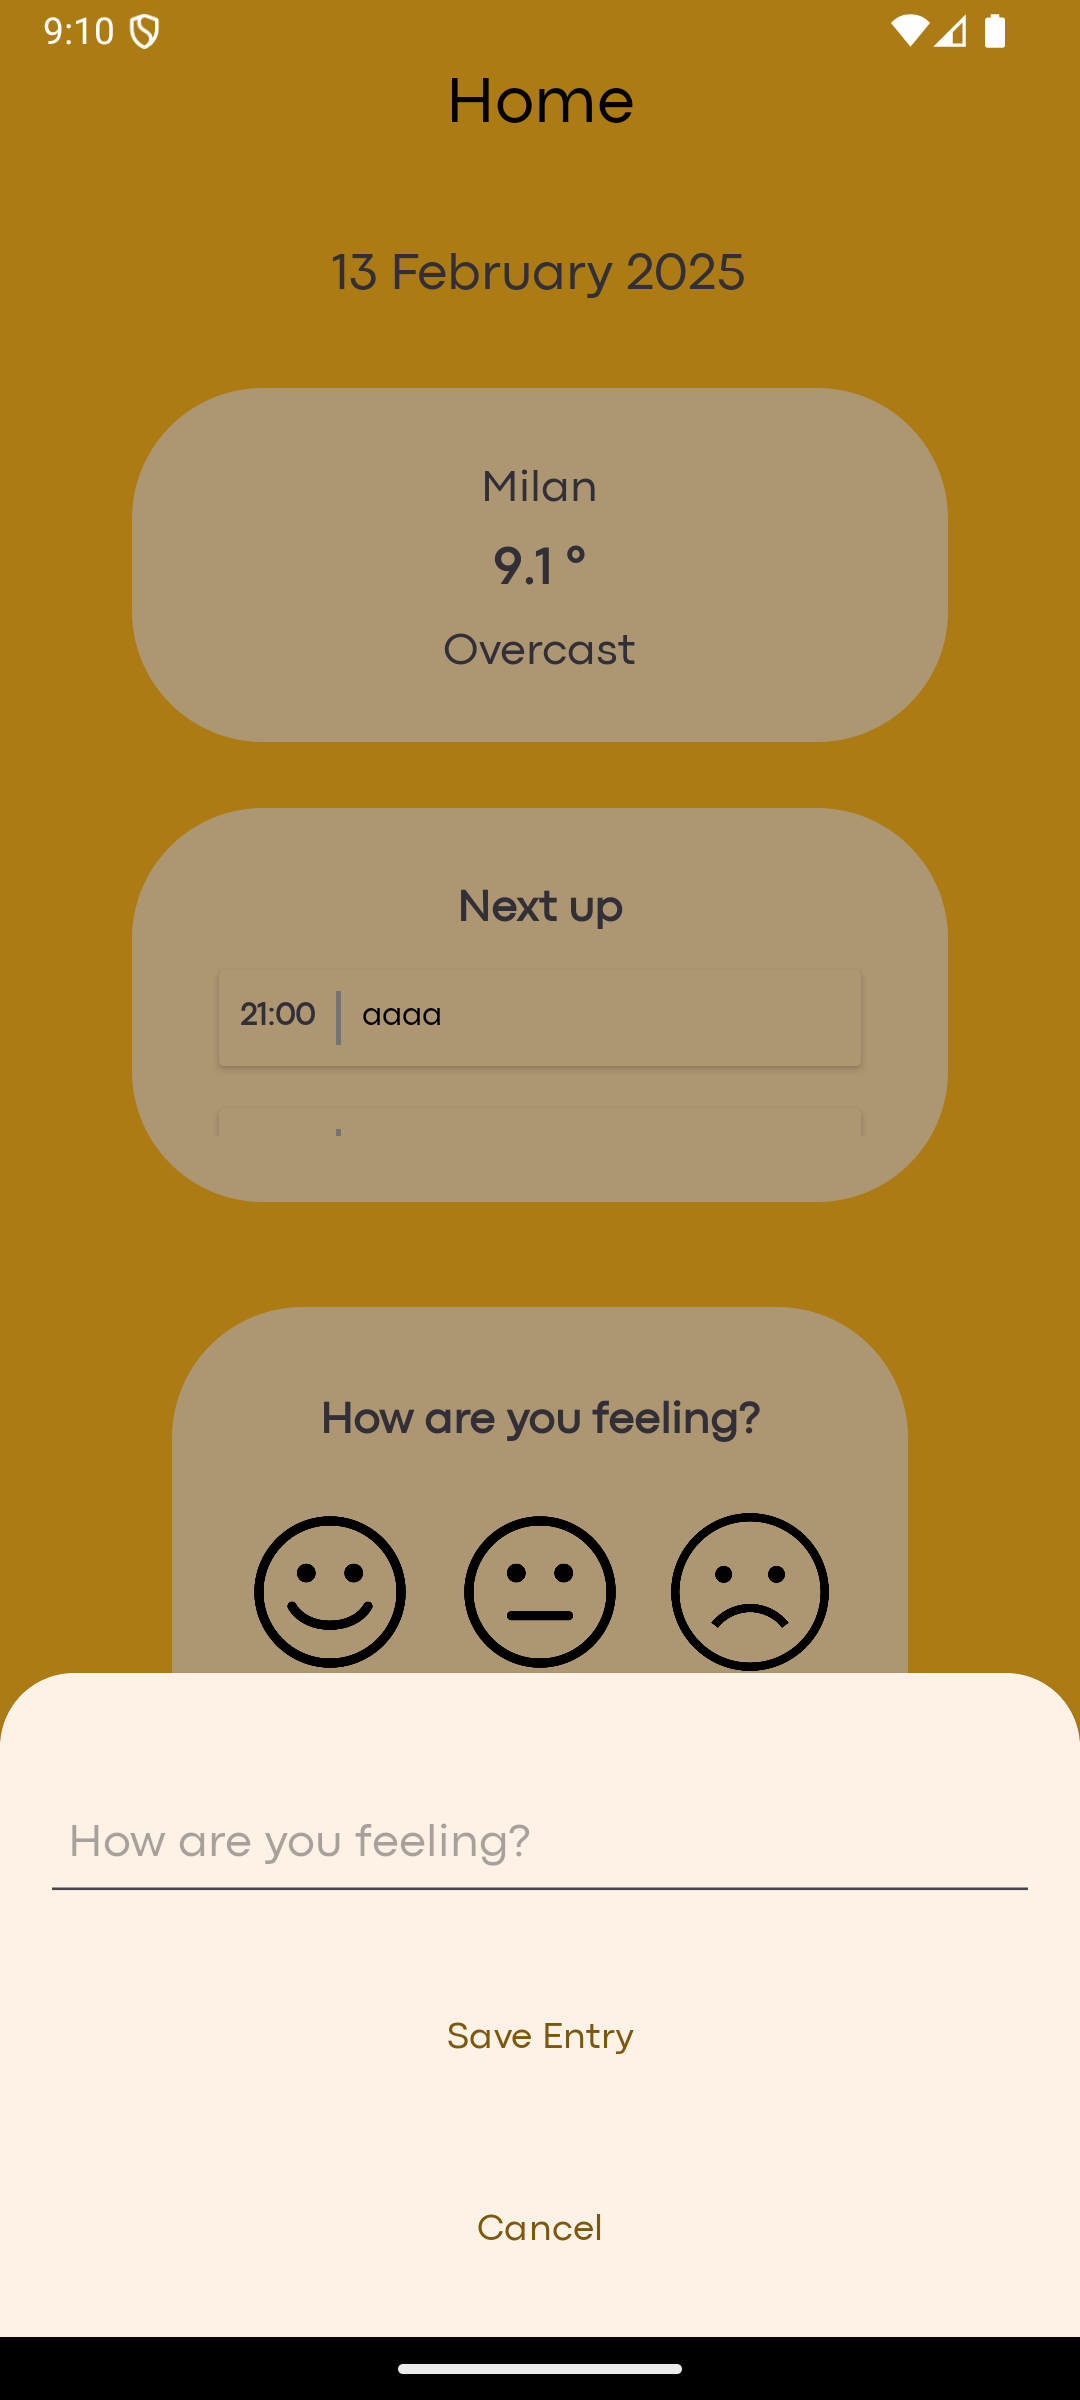 9:10
Home
13 February 2025
Milan
9.1 °
Overcast
Next up
21:00 aaaa
How are you feeling?
How are you feeling?
Save Entry
Cancel